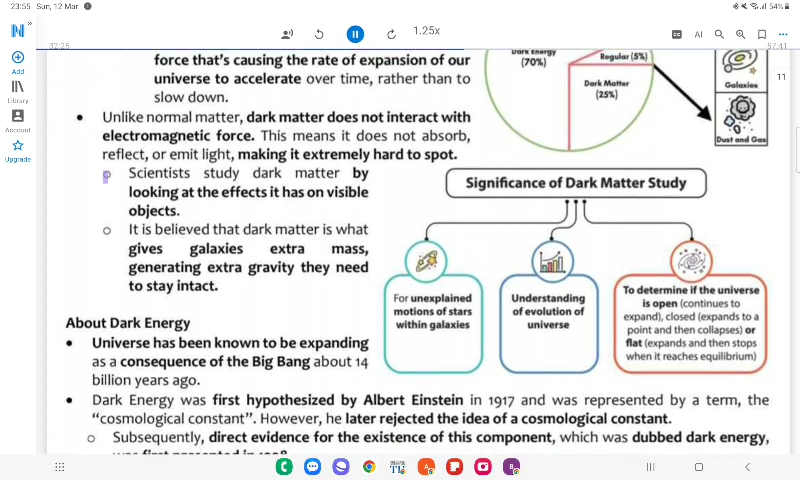 23:55 Sun, 12 Mar
54%
1.25x
AI
32:25
57:41
Add
Library
Account
Upgrade
11
force that's causing the rate of expansion of our
universe to accelerate over time, rather than to
slow down.
• Unlike normal matter, dark matter does not interact with
electromagnetic force. This means it does not absorb,
reflect, or emit light, making it extremely hard to spot.
o Scientists study dark matter by
looking at the effects it has on visible
objects.
o It is believed that dark matter is what
gives galaxies extra mass,
generating extra gravity they need
to stay intact.
Dark Energy
(70%)
Regular (5%)
Dark Matter
(25%)
Galaxies
Dust and Gas
Significance of Dark Matter Study
For unexplained
motions of stars
within galaxies
Understanding
of evolution of
universe
To determine if the universe
is open (continues to
expand), closed (expands to a
point and then collapses) or
flat (expands and then stops
when it reaches equilibrium)
About Dark Energy
• Universe has been known to be expanding
as a consequence of the Big Bang about 14
billion years ago.
• Dark Energy was first hypothesized by Albert Einstein in 1917 and was represented by a term, the
"cosmological constant". However, he later rejected the idea of a cosmological constant.
o Subsequently, direct evidence for the existence of this component, which was dubbed dark energy,